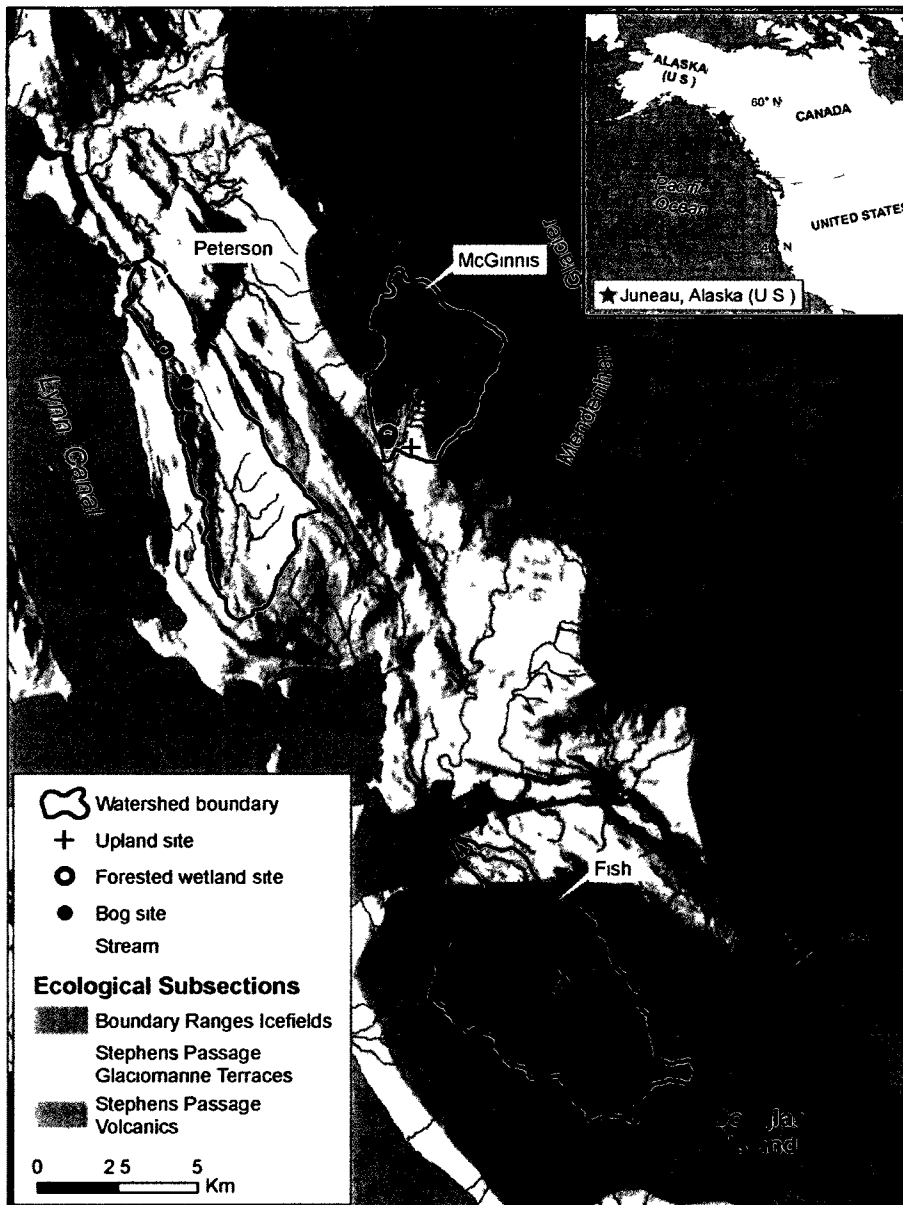 ALASKA
(U S )
60° N
CANADA
Pacific
Ocean
UNITED STATES
N
★ Juneau, Alaska (U S )
Peterson
McGinnis
Glacier
Mendenhall
Lynn Canal
Fish
Watershed boundary
Upland site
Forested wetland site
Bog site
Stream
Ecological Subsections
Boundary Ranges Icefields
Stephens Passage
Glaciomarine Terraces
Stephens Passage
Volcanics
0 2 5 5
Km